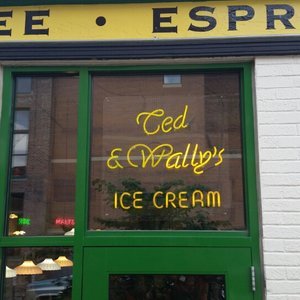 EE • ESPR
Ted
& Wally's
ICE CREAM